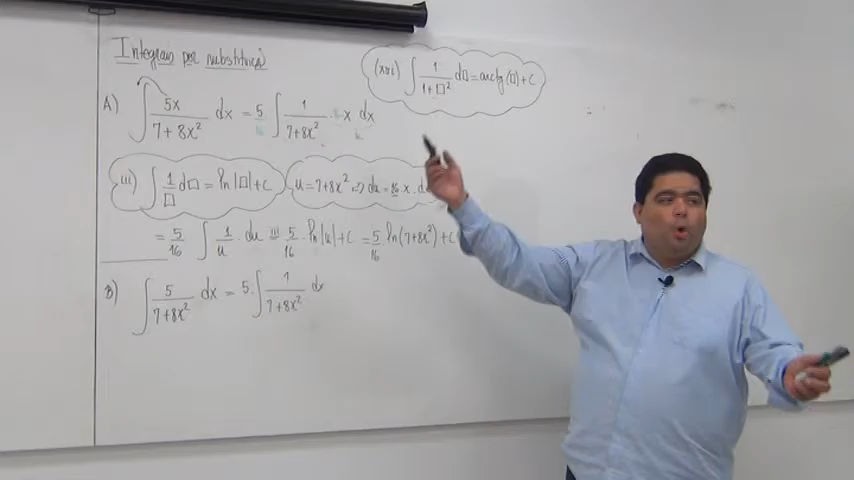 Integrais por substituição
(xvi) ∫ 1/(1+□²) d□ = arctg(□) + C
A) ∫ 5x/(7+8x²) dx = 5/16 ∫ 1/(7+8x²) · x dx
iii) ∫ 1/□ d□ = ln|□| + C
u = 7+8x² ⇒ du = 16 x · d
= 5/16 ∫ 1/u · du (iii)= 5/16 · ln|u| + C = 5/16 ln(7+8x²) + C
B) ∫ 5/(7+8x²) dx = 5 · ∫ 1/(7+8x²) dx